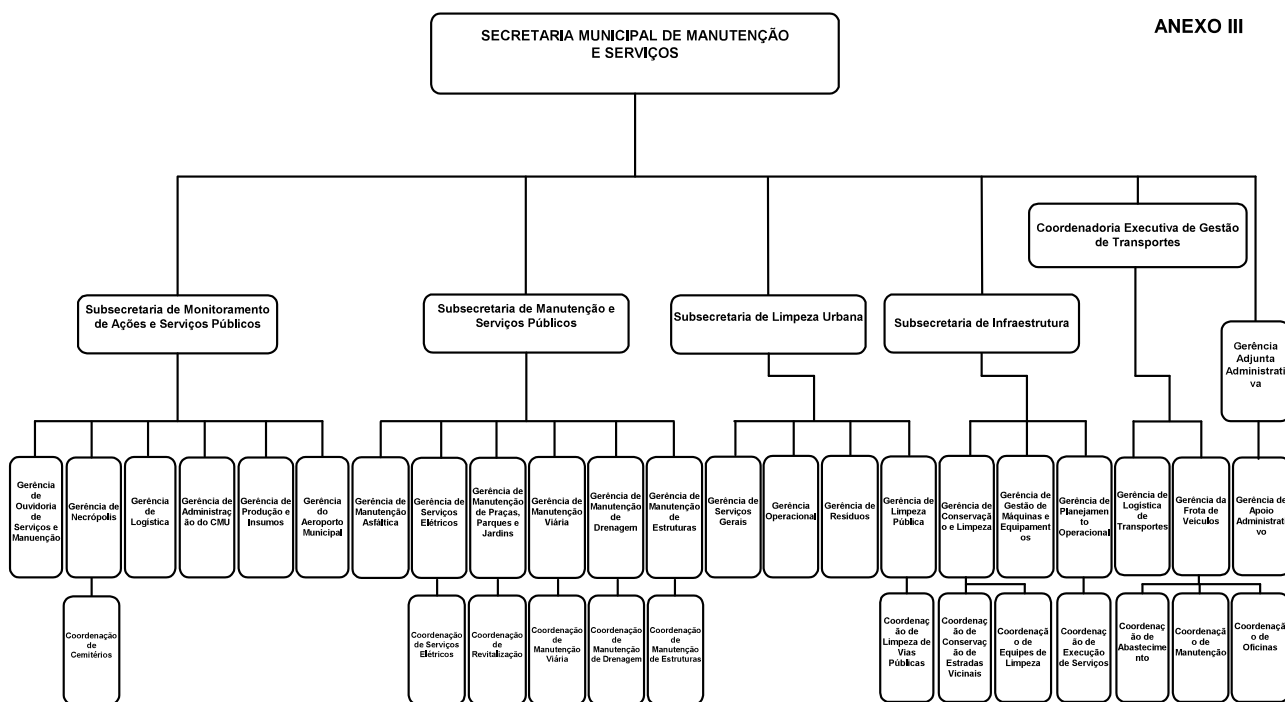 ANEXO III
SECRETARIA MUNICIPAL DE MANUTENÇÃO
E SERVIÇOS
Coordenadoria Executiva de Gestão
de Transportes
Subsecretaria de Monitoramento
de Ações e Serviços Públicos
Subsecretaria de Manutenção e
Serviços Públicos
Subsecretaria de Limpeza Urbana
Subsecretaria de Infraestrutura
Gerência
Adjunta
Administrati
va
Gerência
de
Ouvidoria
de Serviços e
Manuenção
Gerência de
Necrópolis
Gerência
de
Logística
Gerência de
Administraç
ão do CMU
Gerência de
Produção e
Insumos
Gerência
do
Aeroporto
Municipal
Gerência de
Manutenção
Asfáltica
Gerência de
Serviços
Elétricos
Gerência de
Manutenção
de Praças,
Parques e
Jardins
Gerência de
Manutenção
Viária
Gerência de
Manutenção
de
Drenagem
Gerência de
Manutenção
de
Estruturas
Gerência de
Serviços
Gerais
Gerência
Operacional
Gerência de
Resíduos
Gerência de
Limpeza
Pública
Gerência de
Conservaçã
o e Limpeza
Gerência de
Gestão de
Máquinas e
Equipament
os
Gerência de
Planejame
nto
Operacional
Gerência de
Logística
de
Transportes
Gerência da
Frota de
Veículos
Gerência de
Apoio
Administrati
vo
Coordenação
de
Cemitérios
Coordenação
de Serviços
Elétricos
Coordenação
de
Revitalização
Coordenação
de
Manutenção
Viária
Coordenação
de
Manutenção
de Drenagem
Coordenação
de
Manutenção
de Estruturas
Coordenaç
ão de
Limpeza de
Vias
Públicas
Coordenaç
ão de
Conservaç
ão de
Estradas
Vicinais
Coordenaçã
o de
Equipes de
Limpeza
Coordenaç
ão de
Execução
de Serviços
Coordenaç
ão de
Abastecime
nto
Coordenaçã
o de
Manutenção
Coordenaçã
o de
Oficinas